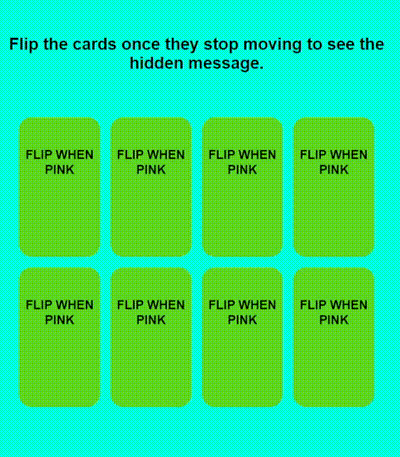 Flip the cards once they stop moving to see the
hidden message.
FLIP WHEN
PINK
FLIP WHEN
PINK
FLIP WHEN
PINK
FLIP WHEN
PINK
FLIP WHEN
PINK
FLIP WHEN
PINK
FLIP WHEN
PINK
FLIP WHEN
PINK